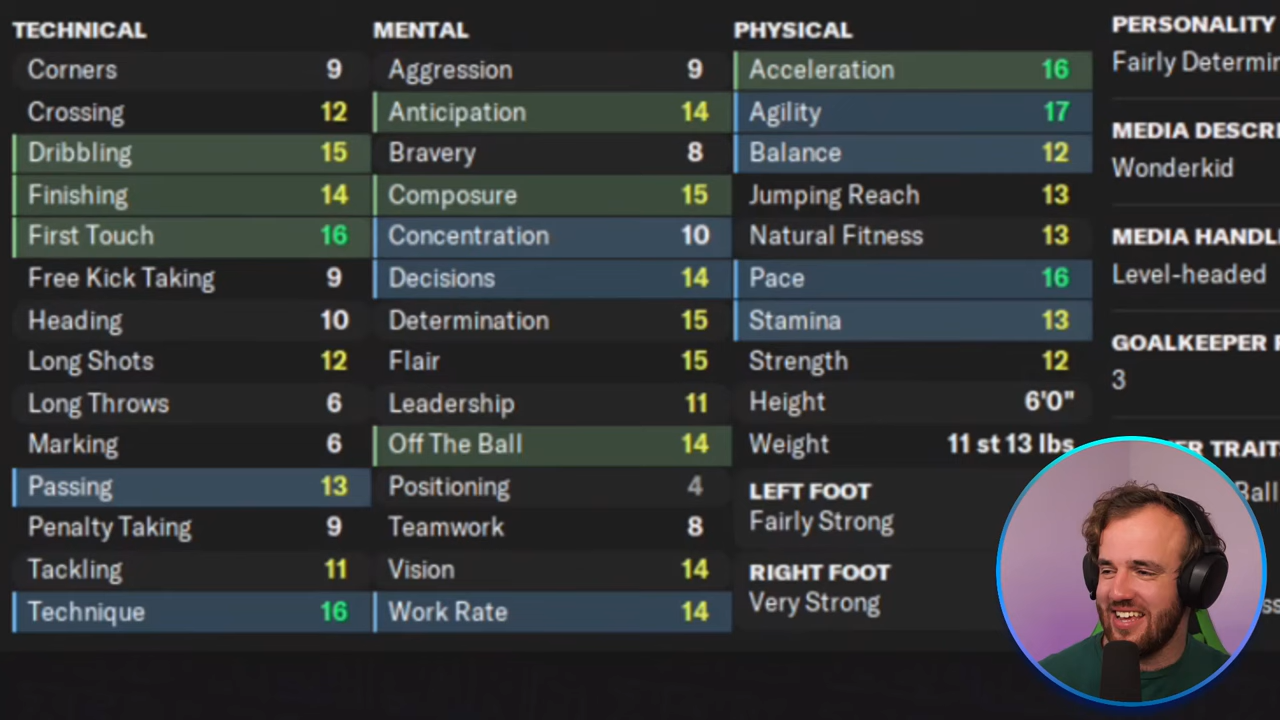 TECHNICAL
Corners 9
Crossing 12
Dribbling 15
Finishing 14
First Touch 16
Free Kick Taking 9
Heading 10
Long Shots 12
Long Throws 6
Marking 6
Passing 13
Penalty Taking 9
Tackling 11
Technique 16
MENTAL
Aggression 9
Anticipation 14
Bravery 8
Composure 15
Concentration 10
Decisions 14
Determination 15
Flair 15
Leadership 11
Off The Ball 14
Positioning 4
Teamwork 8
Vision 14
Work Rate 14
PHYSICAL
Acceleration 16
Agility 17
Balance 12
Jumping Reach 13
Natural Fitness 13
Pace 16
Stamina 13
Strength 12
Height 6'0"
Weight 11 st 13 lbs
LEFT FOOT
Fairly Strong
RIGHT FOOT
Very Strong
PERSONALITY
Fairly Determin
MEDIA DESCRI
Wonderkid
MEDIA HANDL
Level-headed
GOALKEEPER
3
TRAIT
Ball